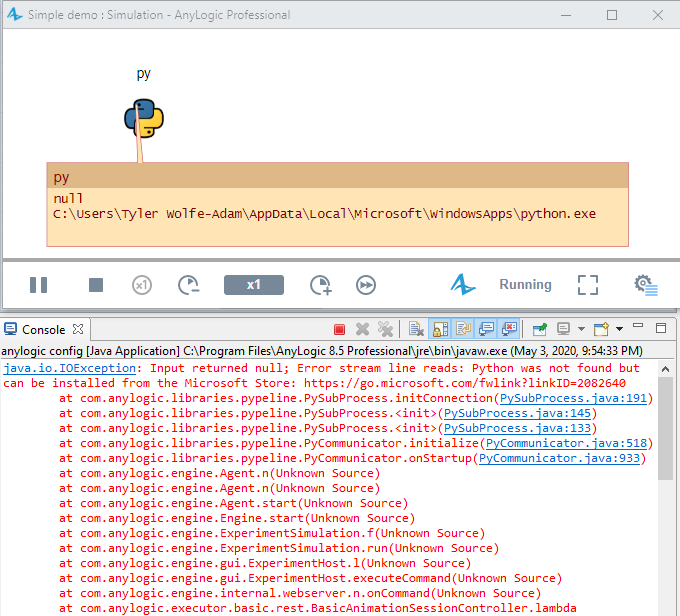 Simple demo : Simulation - AnyLogic Professional
py
py
null
C:\Users\Tyler Wolfe-Adam\AppData\Local\Microsoft\WindowsApps\python.exe
x1
x1
Running
Console
anylogic config [Java Application] C:\Program Files\AnyLogic 8.5 Professional\jre\bin\javaw.exe (May 3, 2020, 9:54:33 PM)
java.io.IOException: Input returned null; Error stream line reads: Python was not found but
can be installed from the Microsoft Store: https://go.microsoft.com/fwlink?linkID=2082640
at com.anylogic.libraries.pypeline.PySubProcess.initConnection(PySubProcess.java:191)
at com.anylogic.libraries.pypeline.PySubProcess.<init>(PySubProcess.java:145)
at com.anylogic.libraries.pypeline.PySubProcess.<init>(PySubProcess.java:133)
at com.anylogic.libraries.pypeline.PyCommunicator.initialize(PyCommunicator.java:518)
at com.anylogic.libraries.pypeline.PyCommunicator.onStartup(PyCommunicator.java:933)
at com.anylogic.engine.Agent.n(Unknown Source)
at com.anylogic.engine.Agent.n(Unknown Source)
at com.anylogic.engine.Agent.start(Unknown Source)
at com.anylogic.engine.Engine.start(Unknown Source)
at com.anylogic.engine.ExperimentSimulation.f(Unknown Source)
at com.anylogic.engine.ExperimentSimulation.run(Unknown Source)
at com.anylogic.engine.gui.ExperimentHost.l(Unknown Source)
at com.anylogic.engine.gui.ExperimentHost.executeCommand(Unknown Source)
at com.anylogic.engine.internal.webserver.n.onCommand(Unknown Source)
at com.anylogic.executor.basic.rest.BasicAnimationSessionController.lambda